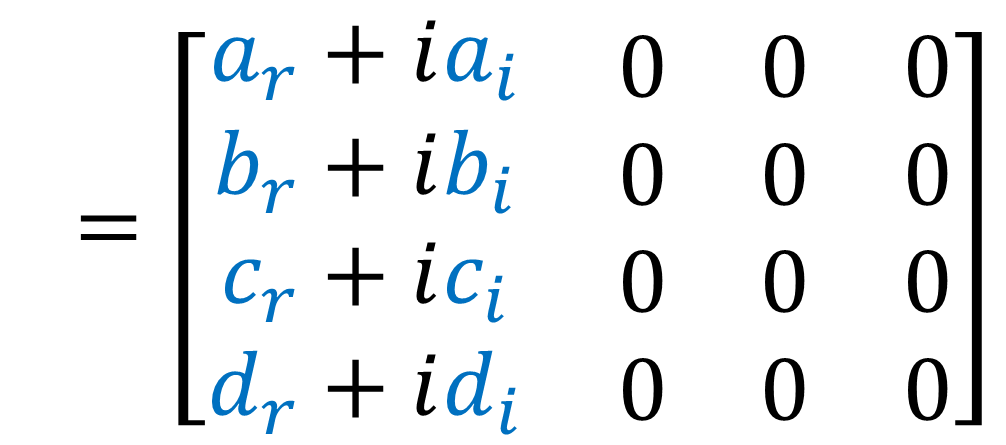 = [a_r + ia_i 0 0 0
b_r + ib_i 0 0 0
c_r + ic_i 0 0 0
d_r + id_i 0 0 0]